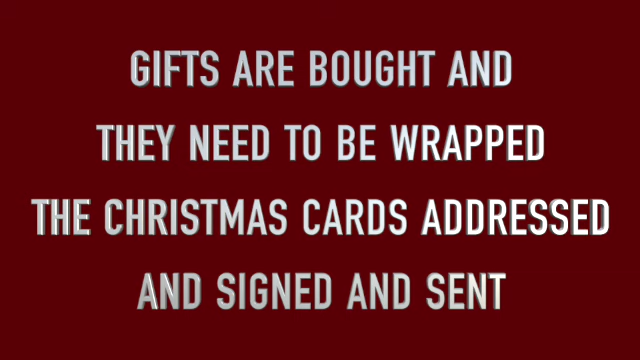 GIFTS ARE BOUGHT AND
THEY NEED TO BE WRAPPED
THE CHRISTMAS CARDS ADDRESSED
AND SIGNED AND SENT